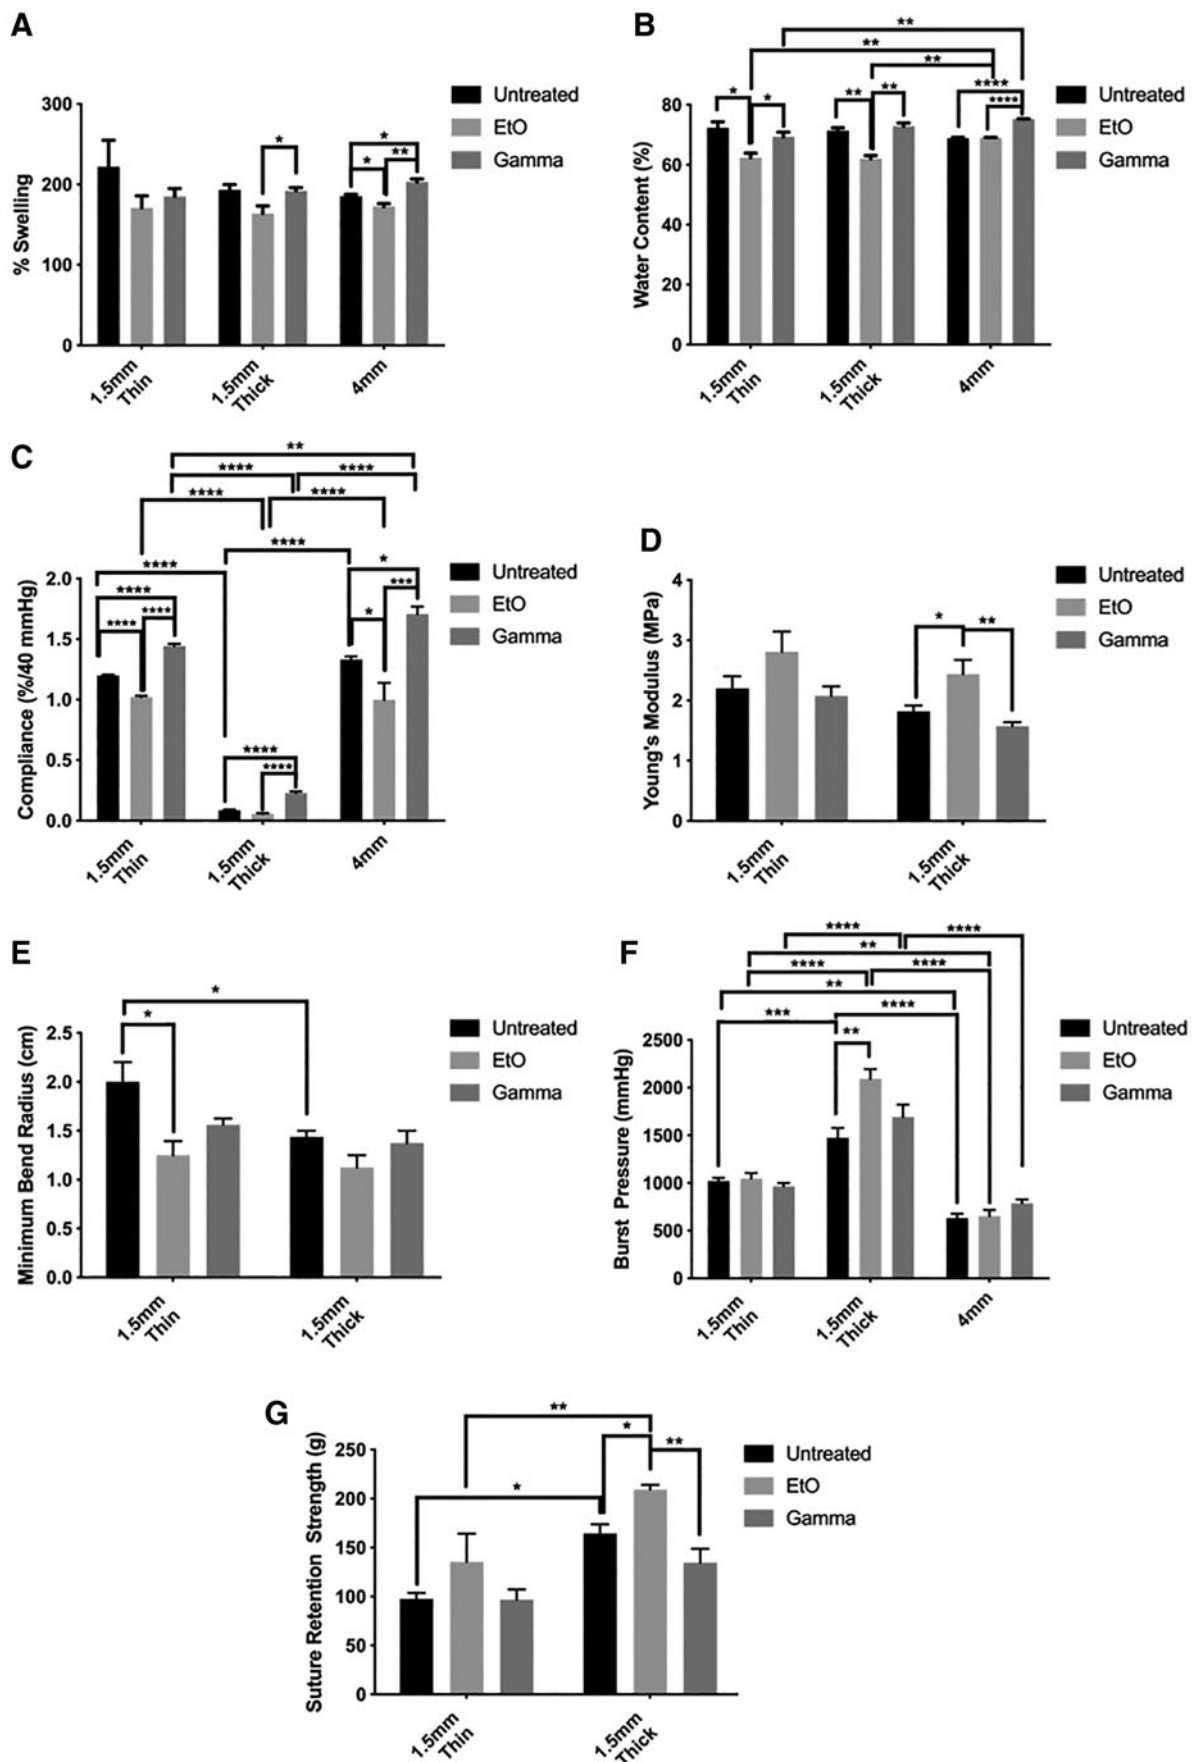 A
% Swelling
300
200
100
0
*
*
*
**
1.5mm
Thin
1.5mm
Thick
4mm
Untreated
EtO
Gamma
B
Water Content (%)
80
60
40
20
0
**
**
**
*
*
**
**
****
****
1.5mm
Thin
1.5mm
Thick
4mm
Untreated
EtO
Gamma
C
Compliance (%/40 mmHg)
2.0
1.5
1.0
0.5
0.0
**
****
****
****
****
****
****
****
****
****
****
****
*
***
*
1.5mm
Thin
1.5mm
Thick
4mm
Untreated
EtO
Gamma
D
Young's Modulus (MPa)
4
3
2
1
0
*
**
1.5mm
Thin
1.5mm
Thick
Untreated
EtO
Gamma
E
Minimum Bend Radius (cm)
2.5
2.0
1.5
1.0
0.5
0.0
*
*
1.5mm
Thin
1.5mm
Thick
Untreated
EtO
Gamma
F
Burst Pressure (mmHg)
2500
2000
1500
1000
500
0
****
****
**
****
****
**
****
***
**
1.5mm
Thin
1.5mm
Thick
4mm
Untreated
EtO
Gamma
G
Suture Retention Strength (g)
250
200
150
100
50
0
**
*
**
*
1.5mm
Thin
1.5mm
Thick
Untreated
EtO
Gamma